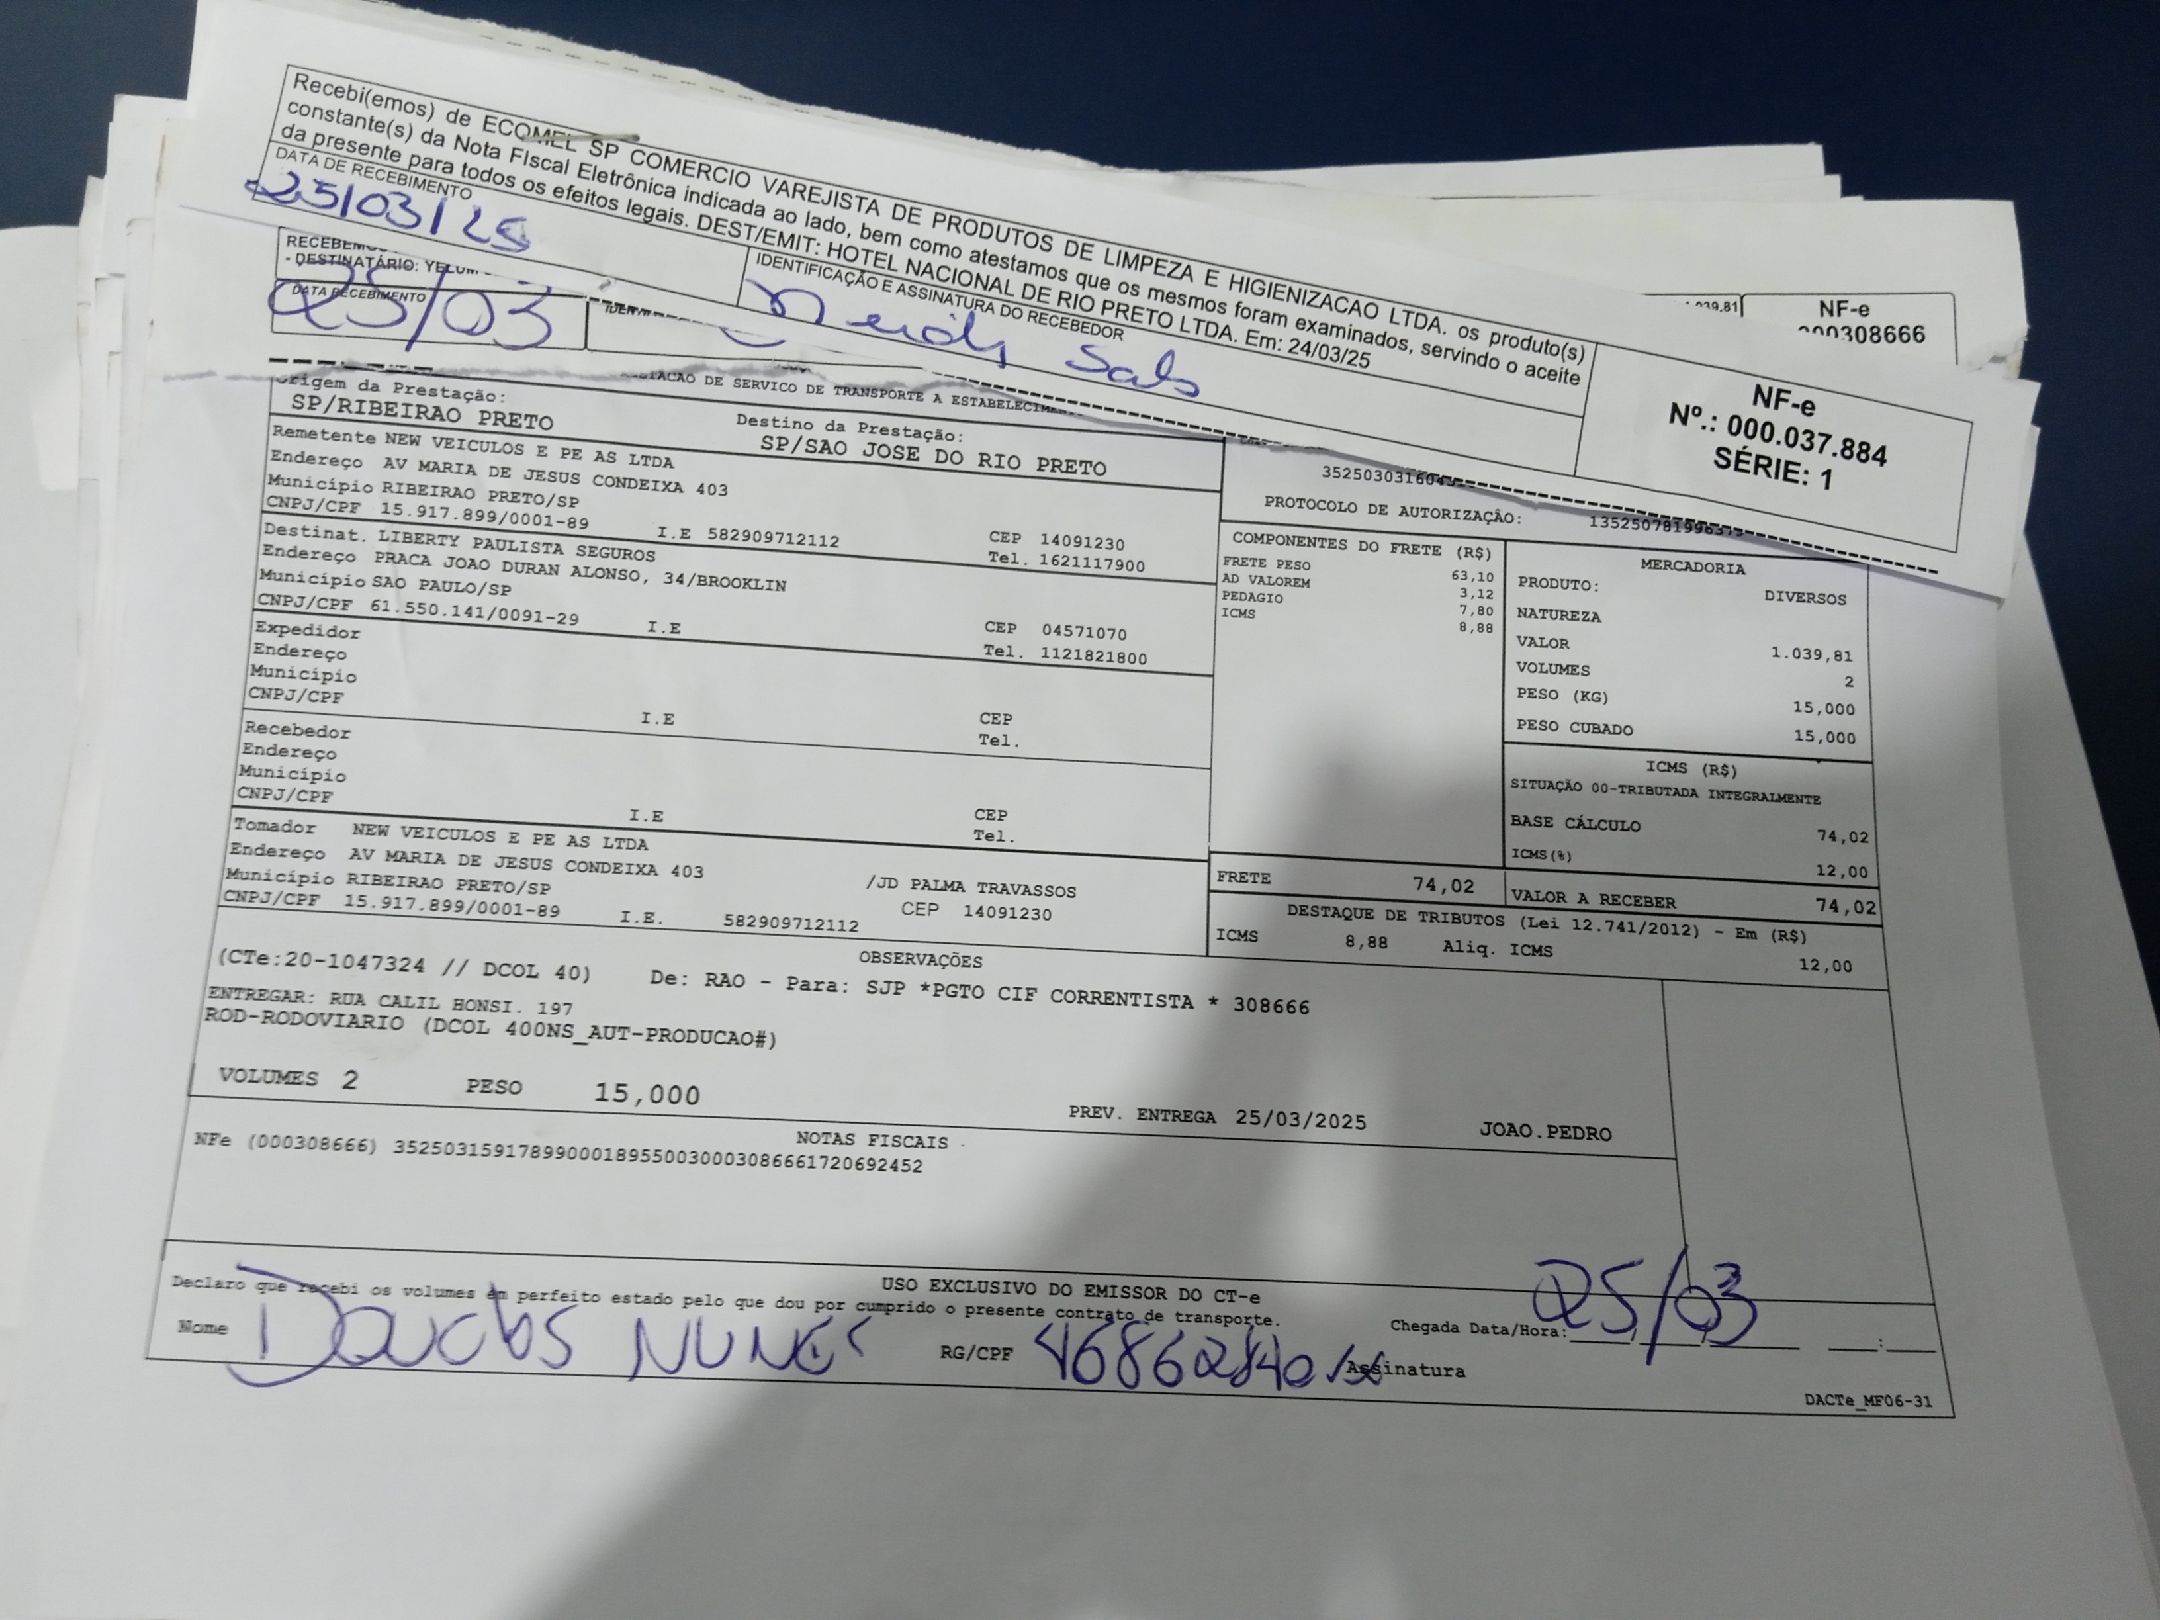 Recebi(emos) de ECOMEL SP COMERCIO VAREJISTA DE PRODUTOS DE LIMPEZA E HIGIENIZACAO LTDA. os produto(s)
constante(s) da Nota Fiscal Eletrônica indicada ao lado, bem como atestamos que os mesmos foram examinados, servindo o aceite
da presente para todos os efeitos legais. DEST/EMIT: HOTEL NACIONAL DE RIO PRETO LTDA. Em: 24/03/25
DATA DE RECEBIMENTO
25/03/25
IDENTIFICAÇÃO E ASSINATURA DO RECEBEDOR
NF-e
Nº.: 000.037.884
SÉRIE: 1
- DESTINATÁRIO:
DATA RECEBIMENTO
25/03
NF-e
000308666
DE SERVICO DE TRANSPORTE A
Origem da Prestação:
SP/RIBEIRAO PRETO
Destino da Prestação:
SP/SAO JOSE DO RIO PRETO
PROTOCOLO DE AUTORIZAÇÃO:
Remetente NEW VEICULOS E PE AS LTDA
Endereço AV MARIA DE JESUS CONDEIXA 403
Município RIBEIRAO PRETO/SP CEP 14091230
CNPJ/CPF 15.917.899/0001-89 I.E 582909712112 Tel. 1621117900
Destinat. LIBERTY PAULISTA SEGUROS
Endereço PRACA JOAO DURAN ALONSO, 34/BROOKLIN
Município SAO PAULO/SP CEP 04571070
CNPJ/CPF 61.550.141/0091-29 I.E Tel. 1121821800
Expedidor
Endereço
Município CEP
CNPJ/CPF I.E Tel.
Recebedor
Endereço
Município CEP
CNPJ/CPF I.E Tel.
Tomador NEW VEICULOS E PE AS LTDA
Endereço AV MARIA DE JESUS CONDEIXA 403 /JD PALMA TRAVASSOS
Município RIBEIRAO PRETO/SP CEP 14091230
CNPJ/CPF 15.917.899/0001-89 I.E. 582909712112
COMPONENTES DO FRETE (R$)
FRETE PESO 63,10
AD VALOREM 3,12
PEDAGIO 7,80
ICMS 8,88
MERCADORIA
PRODUTO: DIVERSOS
NATUREZA
VALOR 1.039,81
VOLUMES 2
PESO (KG) 15,000
PESO CUBADO 15,000
ICMS (R$)
SITUAÇÃO 00-TRIBUTADA INTEGRALMENTE
BASE CÁLCULO 74,02
ICMS(%) 12,00
FRETE 74,02 VALOR A RECEBER 74,02
DESTAQUE DE TRIBUTOS (Lei 12.741/2012) - Em (R$)
ICMS 8,88 Aliq. ICMS 12,00
OBSERVAÇÕES
(CTe:20-1047324 // DCOL 40) De: RAO - Para: SJP *PGTO CIF CORRENTISTA * 308666
ENTREGAR: RUA CALIL BONSI. 197
ROD-RODOVIARIO (DCOL 400NS_AUT-PRODUCAO#)
VOLUMES 2 PESO 15,000 PREV. ENTREGA 25/03/2025 JOAO.PEDRO
NOTAS FISCAIS
NFe (000308666) 35250315917899000189550030003086661720692452
USO EXCLUSIVO DO EMISSOR DO CT-e
Declaro que recebi os volumes em perfeito estado pelo que dou por cumprido o presente contrato de transporte.
Chegada Data/Hora: 25/03
Nome DOUGLAS NUNES RG/CPF Assinatura
DACTe_MF06-31